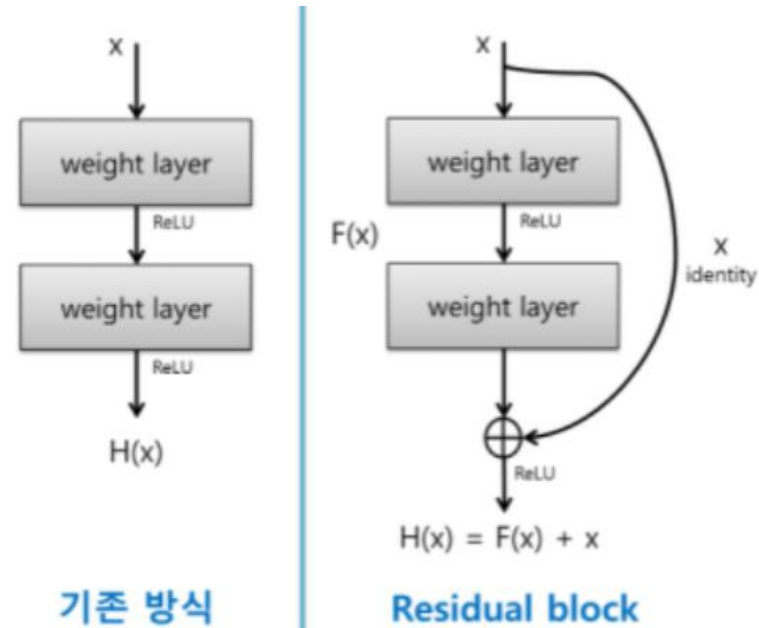 x
weight layer
ReLU
weight layer
ReLU
H(x)
기존 방식
x
weight layer
ReLU
F(x)
weight layer
x
identity
ReLU
H(x) = F(x) + x
Residual block